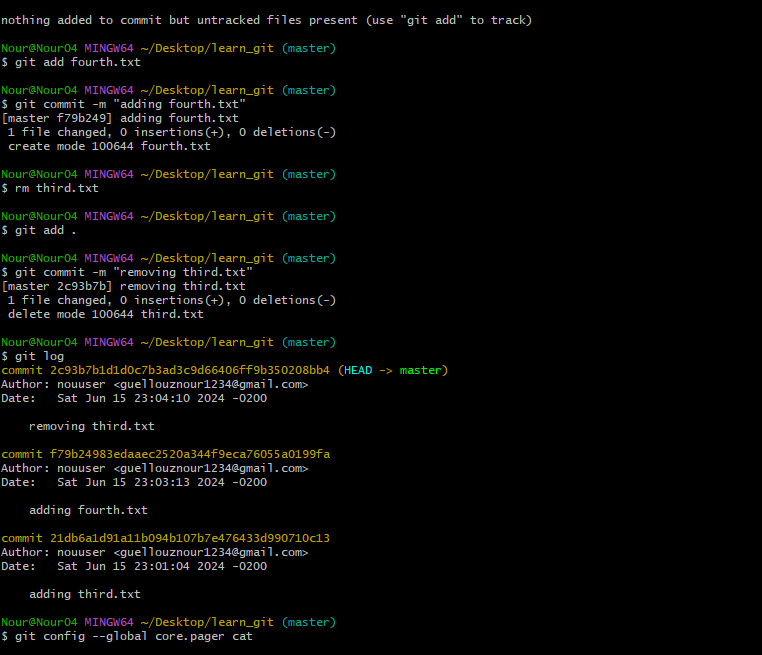 nothing added to commit but untracked files present (use "git add" to track)
Nour@Nour04 MINGW64 ~/Desktop/learn_git (master)
$ git add fourth.txt
Nour@Nour04 MINGW64 ~/Desktop/learn_git (master)
$ git commit -m "adding fourth.txt"
[master f79b249] adding fourth.txt
 1 file changed, 0 insertions(+), 0 deletions(-)
 create mode 100644 fourth.txt
Nour@Nour04 MINGW64 ~/Desktop/learn_git (master)
$ rm third.txt
Nour@Nour04 MINGW64 ~/Desktop/learn_git (master)
$ git add .
Nour@Nour04 MINGW64 ~/Desktop/learn_git (master)
$ git commit -m "removing third.txt"
[master 2c93b7b] removing third.txt
 1 file changed, 0 insertions(+), 0 deletions(-)
 delete mode 100644 third.txt
Nour@Nour04 MINGW64 ~/Desktop/learn_git (master)
$ git log
commit 2c93b7b1d1d0c7b3ad3c9d66406ff9b350208bb4 (HEAD -> master)
Author: nouuser <guellouznour1234@gmail.com>
Date:   Sat Jun 15 23:04:10 2024 -0200
    removing third.txt
commit f79b24983edaaec2520a344f9eca76055a0199fa
Author: nouuser <guellouznour1234@gmail.com>
Date:   Sat Jun 15 23:03:13 2024 -0200
    adding fourth.txt
commit 21db6a1d91a11b094b107b7e476433d990710c13
Author: nouuser <guellouznour1234@gmail.com>
Date:   Sat Jun 15 23:01:04 2024 -0200
    adding third.txt
Nour@Nour04 MINGW64 ~/Desktop/learn_git (master)
$ git config --global core.pager cat